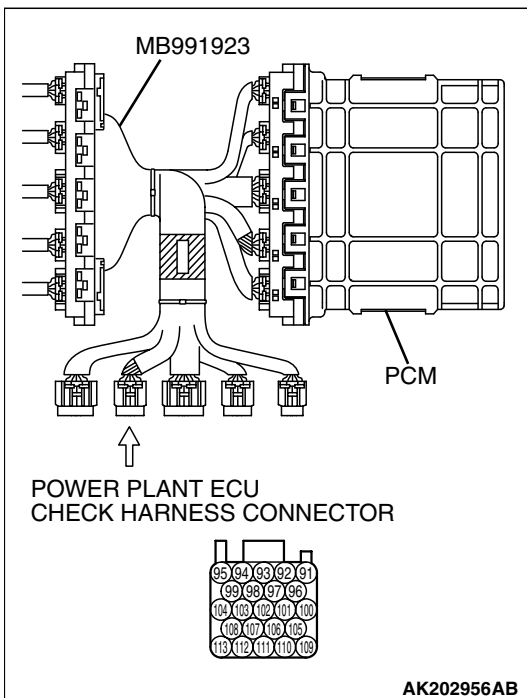 MB991923
PCM
POWER PLANT ECU
CHECK HARNESS CONNECTOR
95 94 93 92 91
99 98 97 96
104 103 102 101 100
108 107 106 105
113 112 111 110 109
AK202956AB